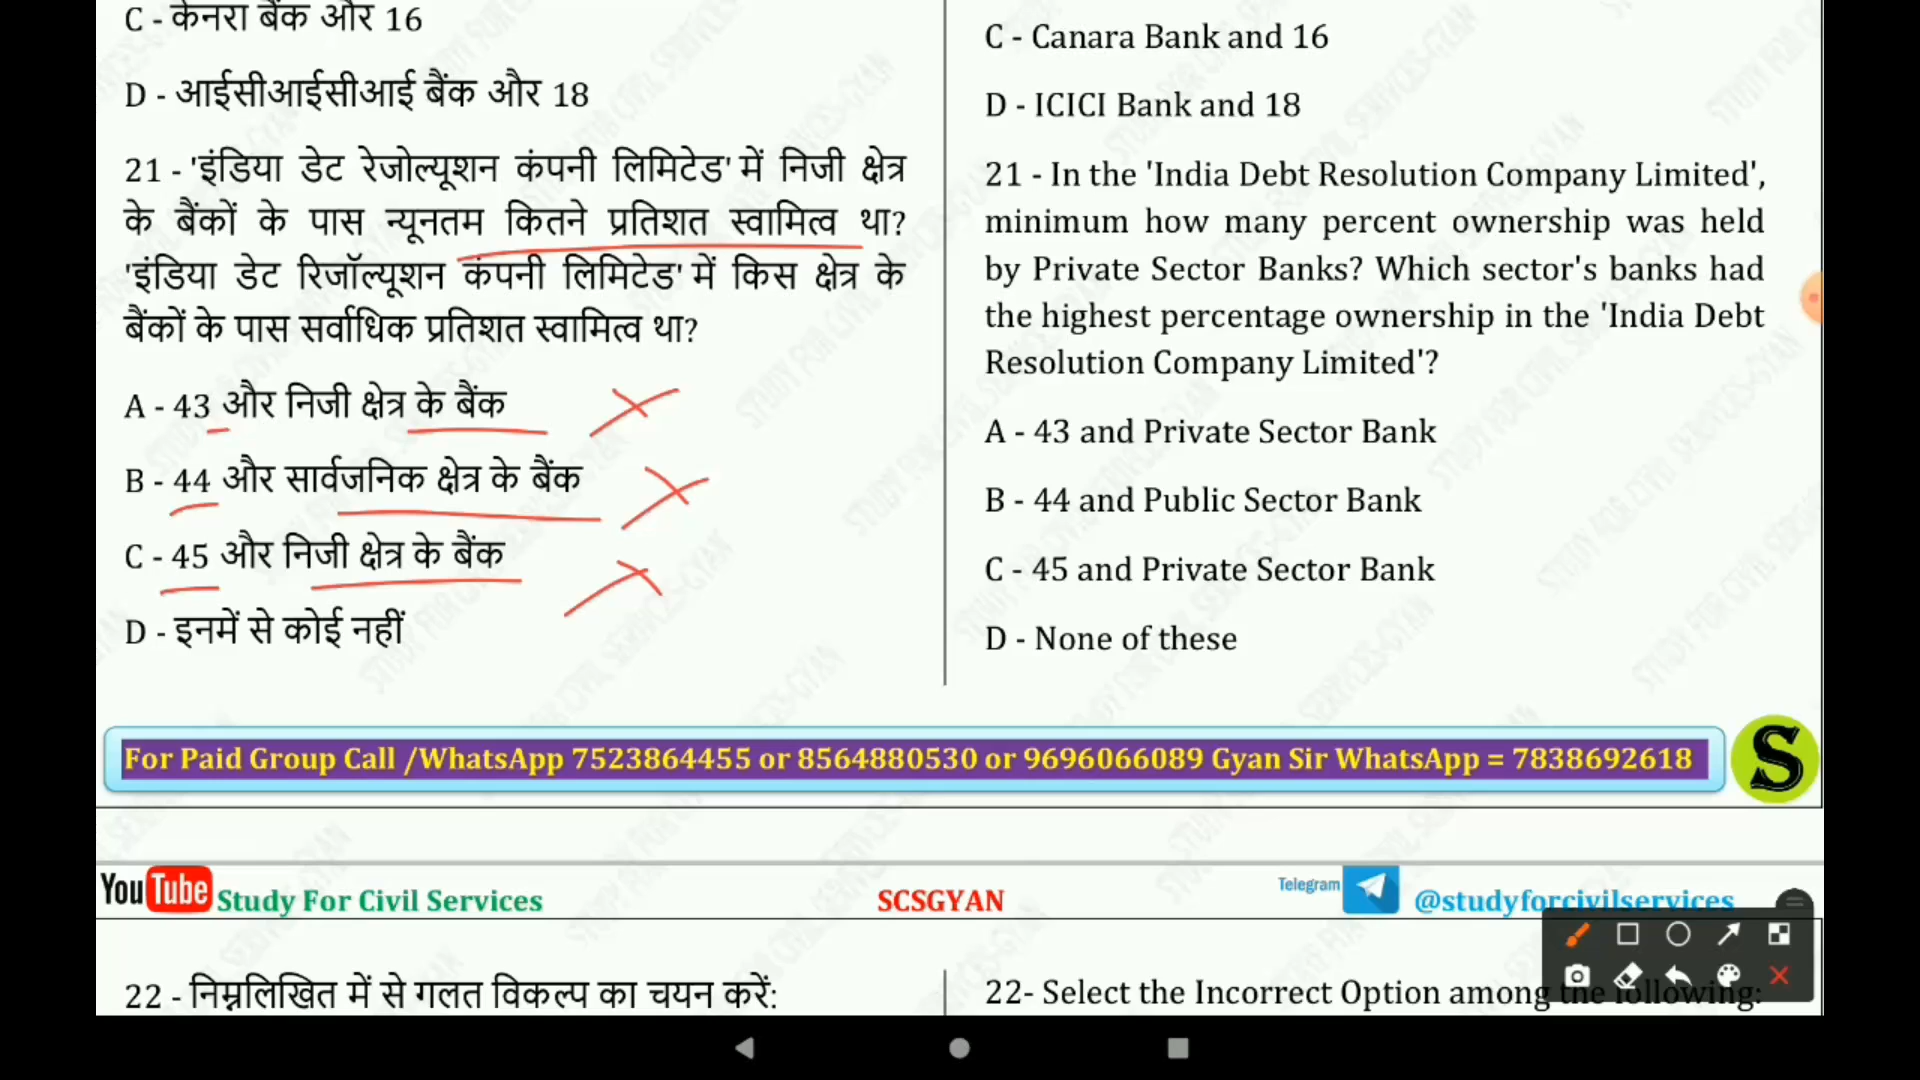 C - केनरा बैंक और 16
D - आईसीआईसीआई बैंक और 18
21 - 'इंडिया डेट रेजोल्यूशन कंपनी लिमिटेड' में निजी क्षेत्र
के बैंकों के पास न्यूनतम कितने प्रतिशत स्वामित्व था?
'इंडिया डेट रिजॉल्यूशन कंपनी लिमिटेड' में किस क्षेत्र के
बैंकों के पास सर्वाधिक प्रतिशत स्वामित्व था?
A - 43 और निजी क्षेत्र के बैंक
B - 44 और सार्वजनिक क्षेत्र के बैंक
C - 45 और निजी क्षेत्र के बैंक
D - इनमें से कोई नहीं
C - Canara Bank and 16
D - ICICI Bank and 18
21 - In the 'India Debt Resolution Company Limited',
minimum how many percent ownership was held
by Private Sector Banks? Which sector's banks had
the highest percentage ownership in the 'India Debt
Resolution Company Limited'?
A - 43 and Private Sector Bank
B - 44 and Public Sector Bank
C - 45 and Private Sector Bank
D - None of these
For Paid Group Call /WhatsApp 7523864455 or 8564880530 or 9696066089 Gyan Sir WhatsApp = 7838692618
S
YouTube Study For Civil Services
SCSGYAN
Telegram @studyforcivilservices
22 - निम्नलिखित में से गलत विकल्प का चयन करें:
22- Select the Incorrect Option among the following: